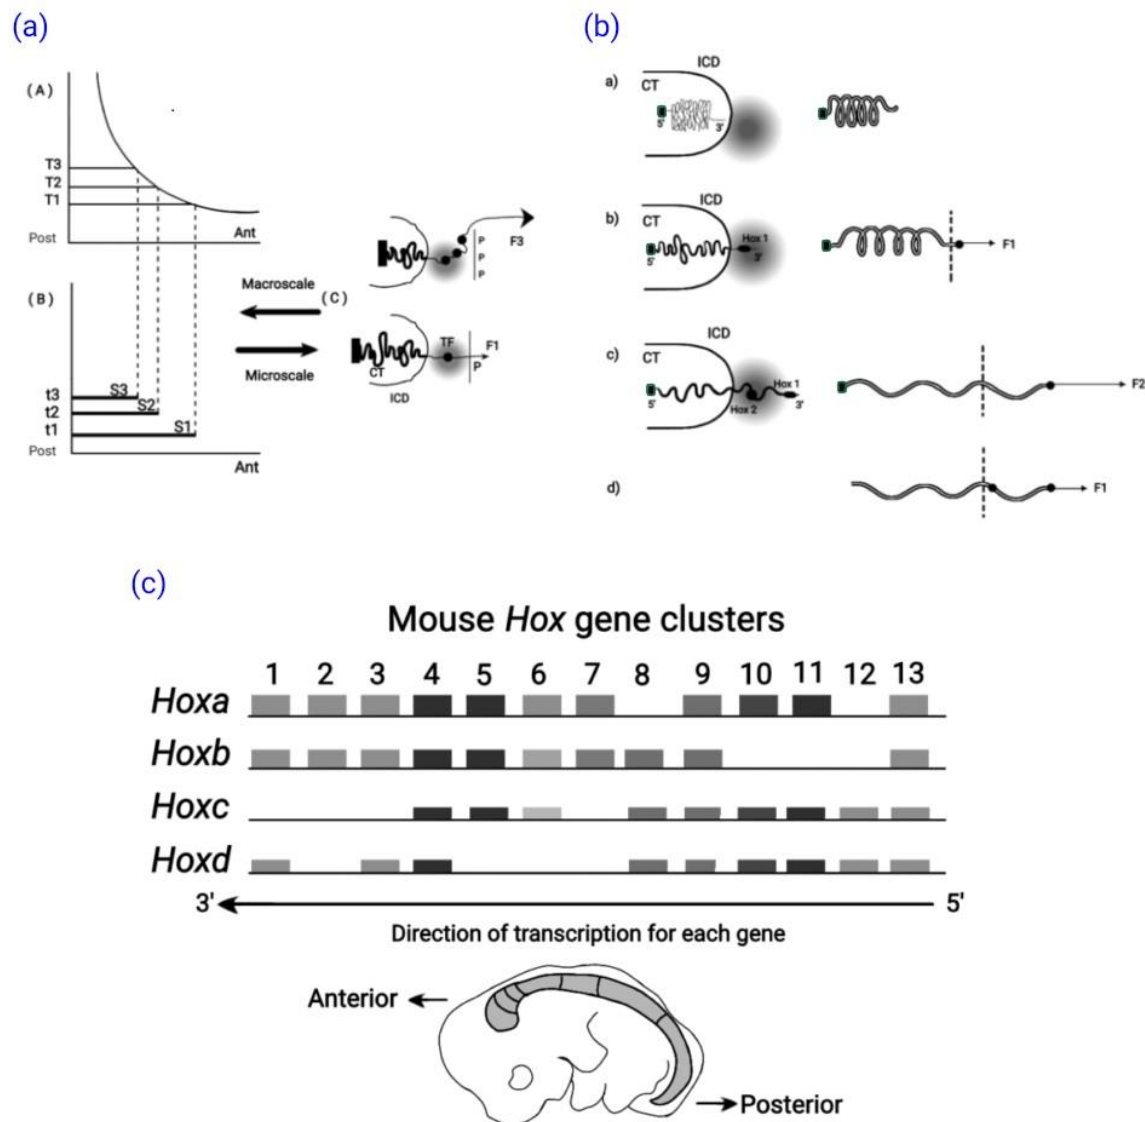 (a)
(A)
T3
T2
T1
Post
Ant
(B)
t3
t2
t1
S3
S2
S1
Post
Ant
Macroscale
(C)
Microscale
P
P
P
F3
TF
F1
P
CT
ICD
(b)
a)
ICD
CT
5'
3'
b)
ICD
CT
Hox 1
5'
3'
F1
c)
ICD
CT
Hox 1
5'
Hox 2
3'
F2
d)
F1
(c)
Mouse Hox gene clusters
1 2 3 4 5 6 7 8 9 10 11 12 13
Hoxa
Hoxb
Hoxc
Hoxd
3' 5'
Direction of transcription for each gene
Anterior
Posterior